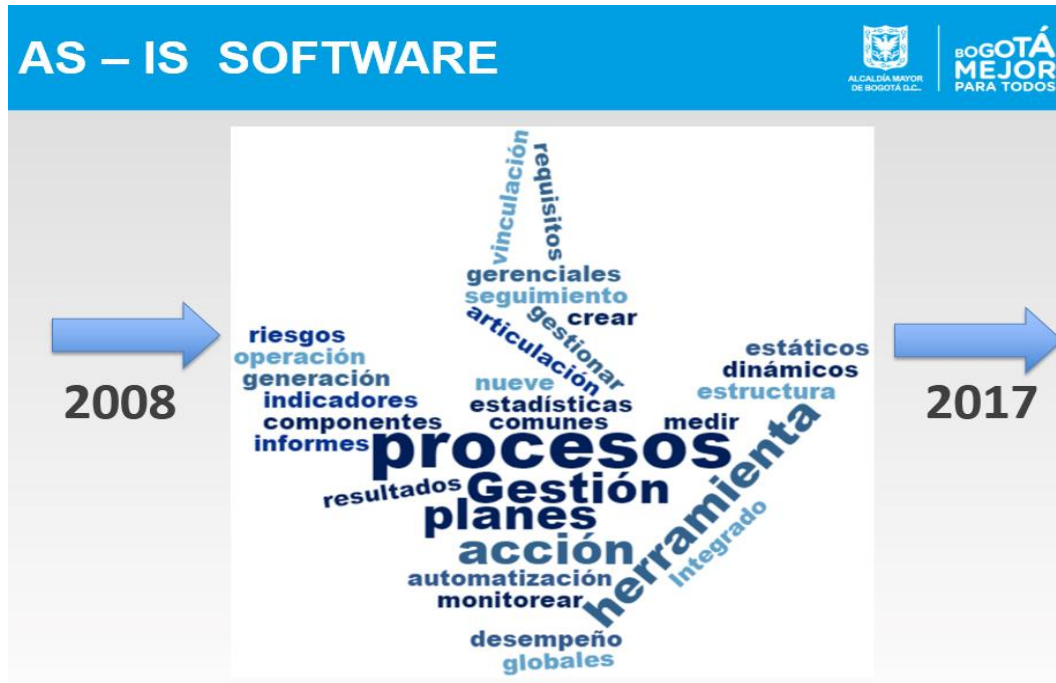 AS – IS SOFTWARE
ALCALDÍA MAYOR
DE BOGOTÁ D.C.
BOGOTÁ
MEJOR
PARA TODOS
2008
vinculación
requisitos
gerenciales
seguimiento
crear
articulación
gestionar
riesgos
operación
generación
indicadores
componentes
informes
nueve
estadísticas
comunes
medir
estáticos
dinámicos
estructura
procesos
resultados
Gestión
planes
acción
herramienta
Integrado
automatización
monitorear
desempeño
globales
2017